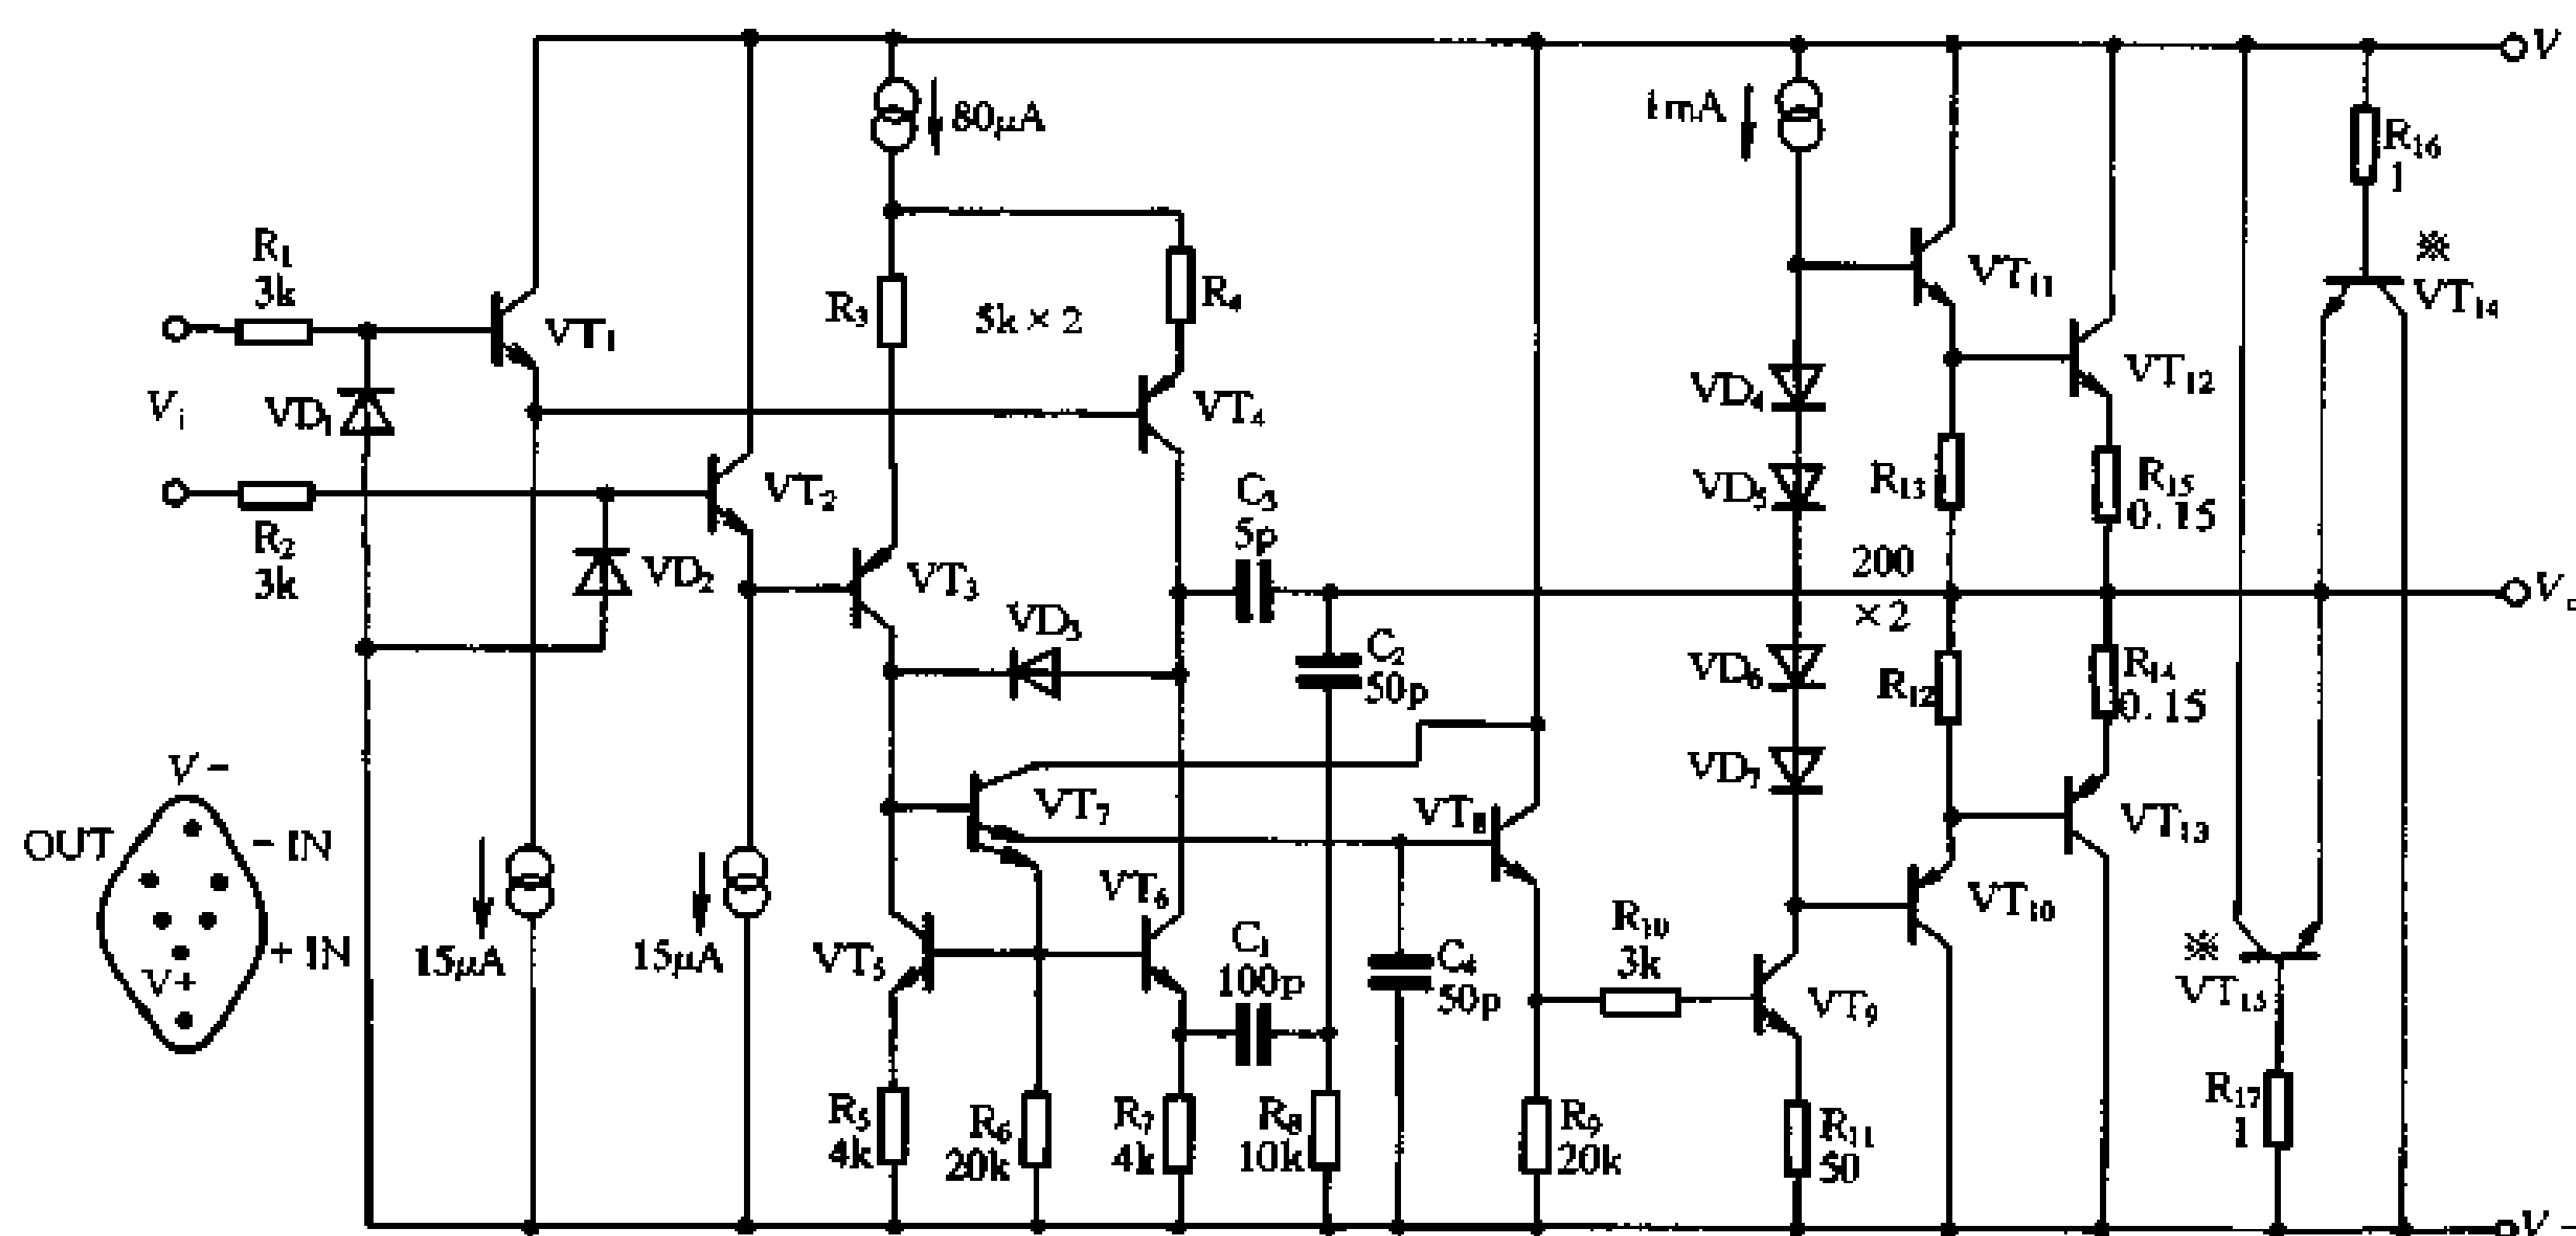 V
80μA
1mA
R16
1
※
VT14
R1
3k
VT1
R3
5k × 2
R4
VT11
VT12
Vi
VD1
VT4
VD4
VT2
C3
5p
VD5
R13
R15
0.15
R2
3k
VD2
VT3
VD3
200
× 2
Vo
C2
50p
VD6
R12
R14
0.15
V -
OUT
- IN
+ IN
V+
VT7
VT8
VD7
VT13
VT6
VT10
15μA
15μA
VT5
C1
100p
C4
50p
R10
3k
VT9
※
VT15
R5
4k
R6
20k
R7
4k
R8
10k
R9
20k
R11
50
R17
1
V -